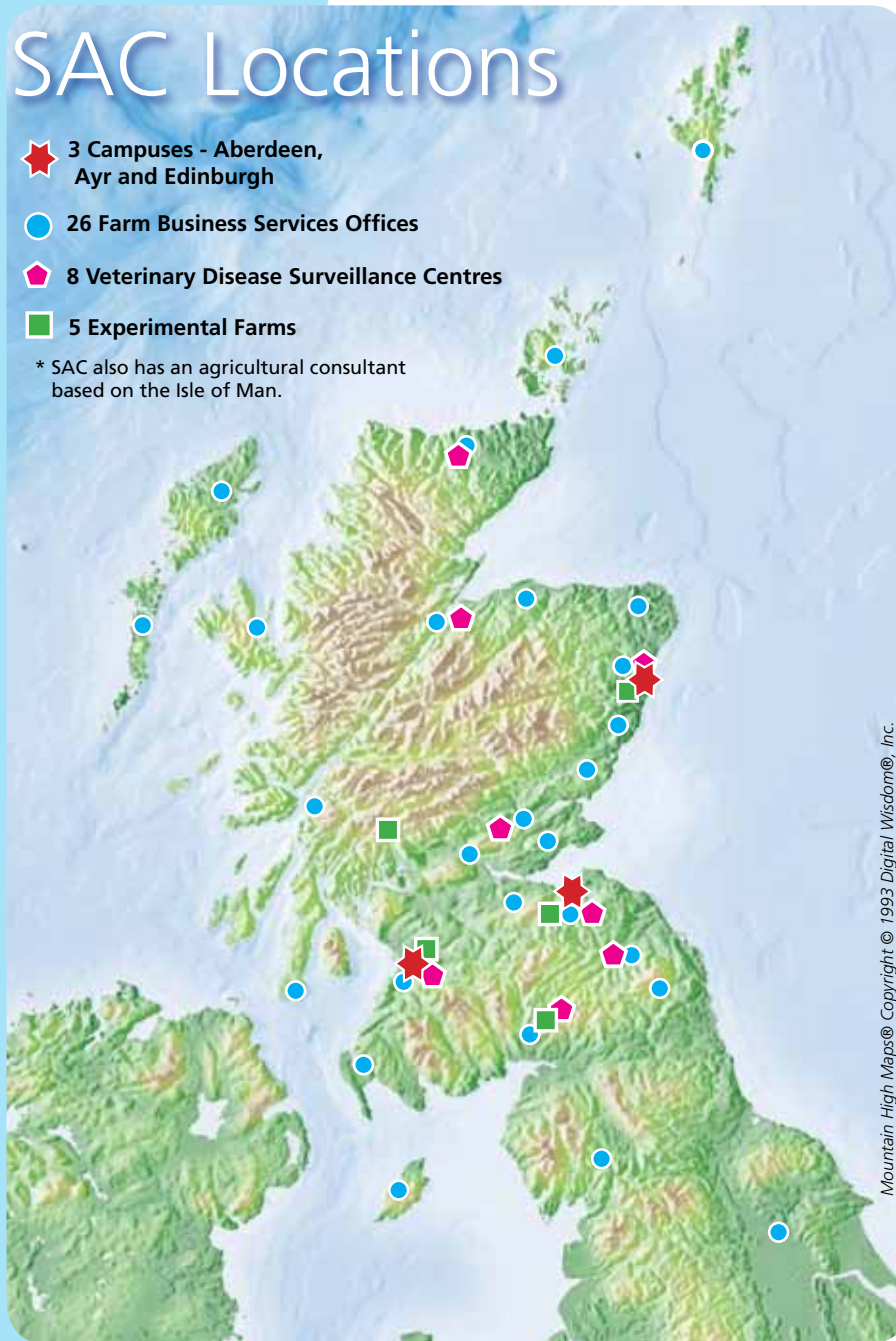 SAC Locations
3 Campuses - Aberdeen,
Ayr and Edinburgh
26 Farm Business Services Offices
8 Veterinary Disease Surveillance Centres
5 Experimental Farms
* SAC also has an agricultural consultant
based on the Isle of Man.
Mountain High Maps® Copyright © 1993 Digital Wisdom®, Inc.